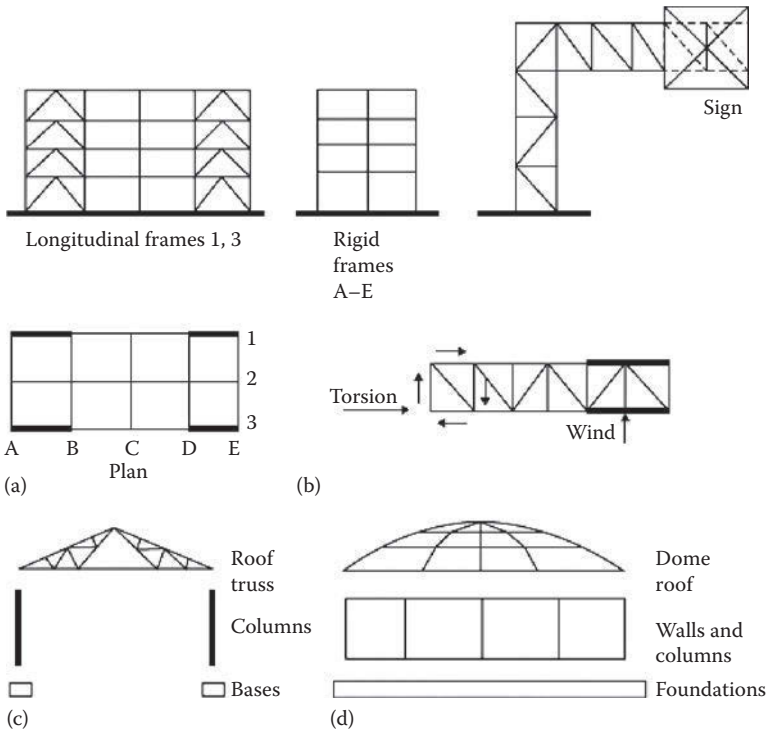 Sign
Longitudinal frames 1, 3
Rigid
frames
A–E
1
2
3
A B C D E
Plan
(a)
Torsion
Wind
(b)
Roof
truss
Columns
Bases
(c)
Dome
roof
Walls and
columns
Foundations
(d)